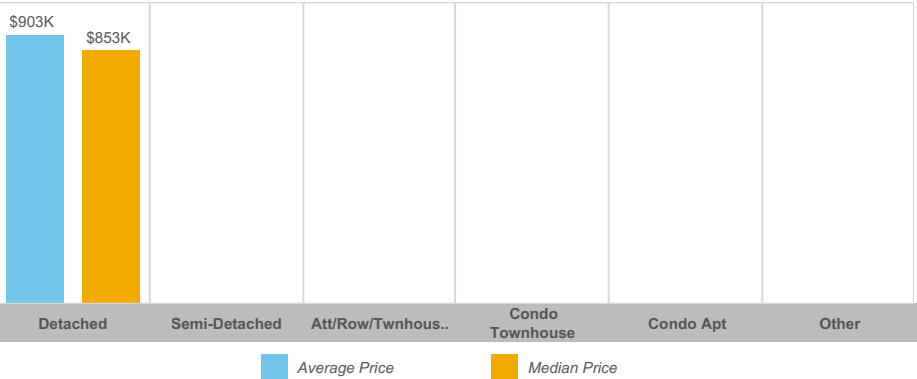 $903K
$853K
Detached
Semi-Detached
Att/Row/Twnhous..
Condo
Townhouse
Condo Apt
Other
Average Price
Median Price